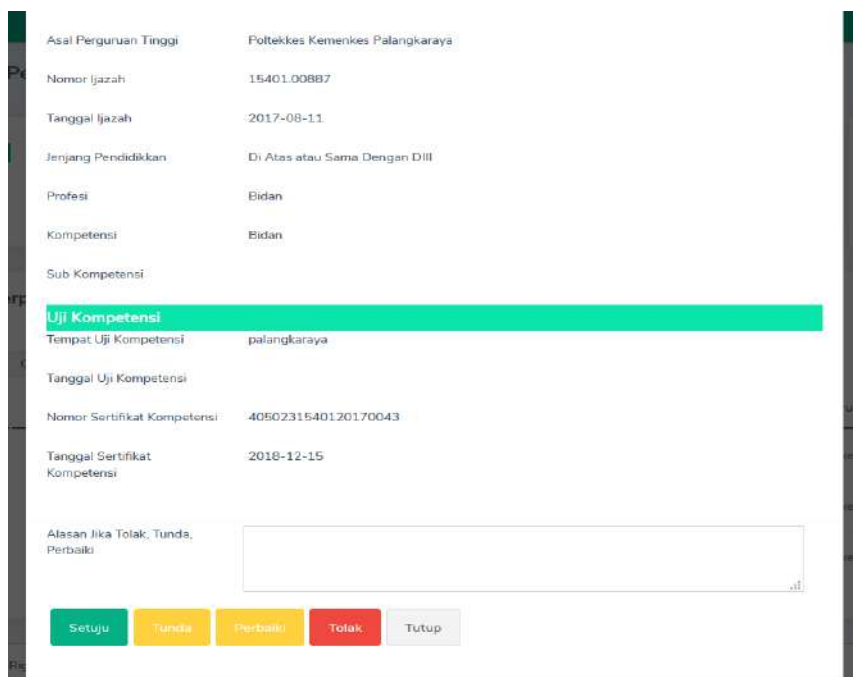 Asal Perguruan Tinggi Poltekkes Kemenkes Palangkaraya
Nomor Ijazah 15401.00887
Tanggal Ijazah 2017-08-11
Jenjang Pendidikkan Di Atas atau Sama Dengan DIII
Profesi Bidan
Kompetensi Bidan
Sub Kompetensi
Uji Kompetensi
Tempat Uji Kompetensi palangkaraya
Tanggal Uji Kompetensi
Nomor Sertifikat Kompetensi 4050231540120170043
Tanggal Sertifikat 2018-12-15
Kompetensi
Alasan Jika Tolak, Tunda,
Perbaiki
Setuju Tunda Perbaiki Tolak Tutup